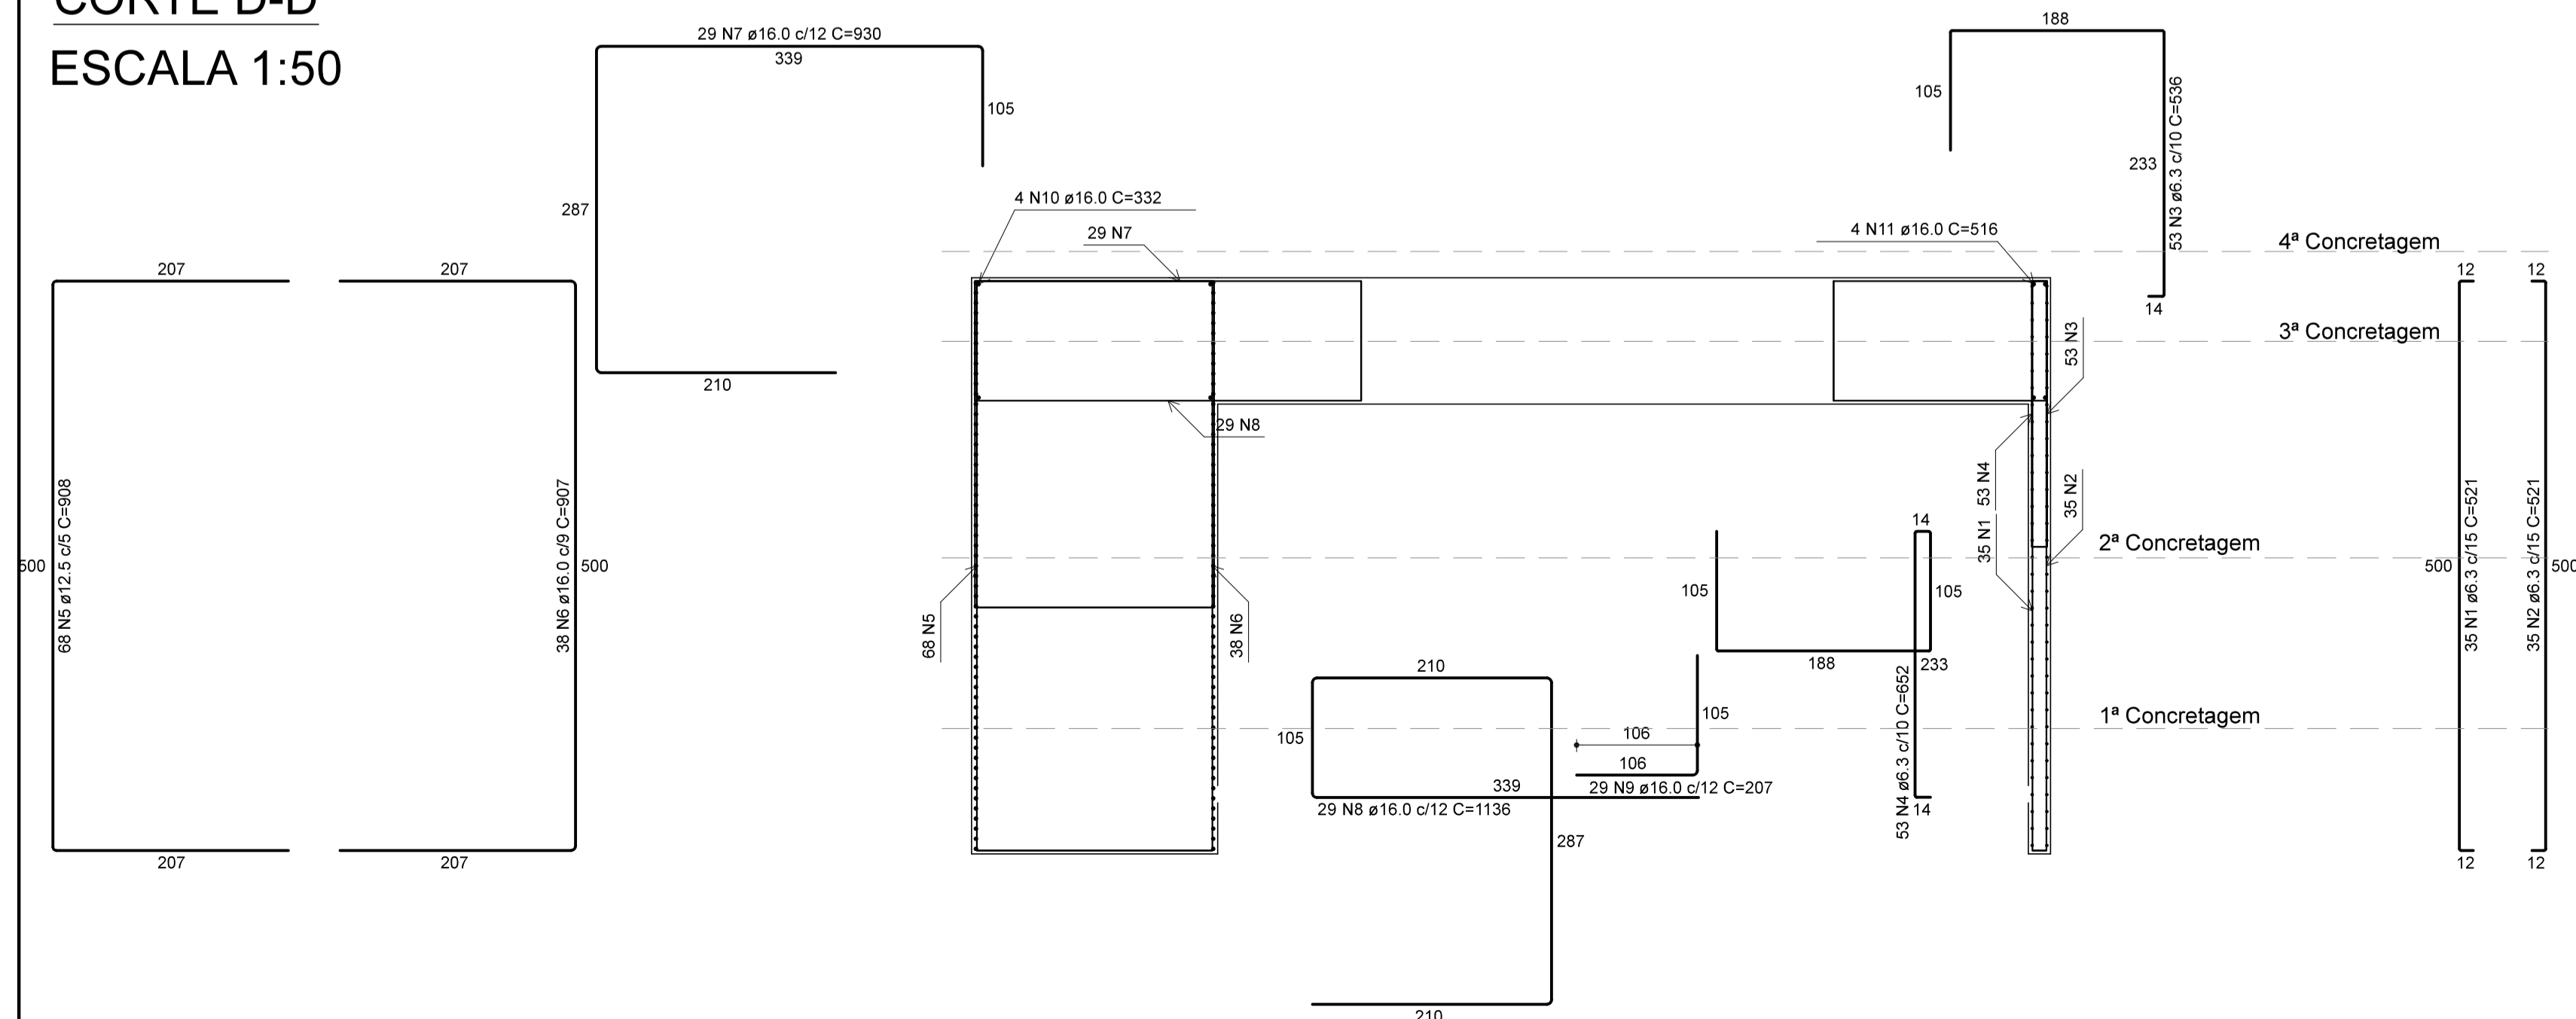 CORTE D-D
ESCALA 1:50
29 N7 ø16.0 c/12 C=930
339
105
287
210
188
105
233
53 N3 ø6.3 c/10 C=536
14
4 N10 ø16.0 C=332
29 N7
4 N11 ø16.0 C=516
4ª Concretagem
3ª Concretagem
2ª Concretagem
1ª Concretagem
207
500
68 N5 ø12.5 c/5 C=908
207
207
38 N6 ø16.0 c/9 C=907
500
207
29 N8
68 N5
38 N6
53 N3
53 N4
35 N1
35 N2
210
105
339
29 N8 ø16.0 c/12 C=1136
287
210
106
105
106
29 N9 ø16.0 c/12 C=207
14
105
105
188
233
53 N4 ø6.3 c/10 C=652
14
12
500
35 N1 ø6.3 c/15 C=521
12
12
35 N2 ø6.3 c/15 C=521
500
12